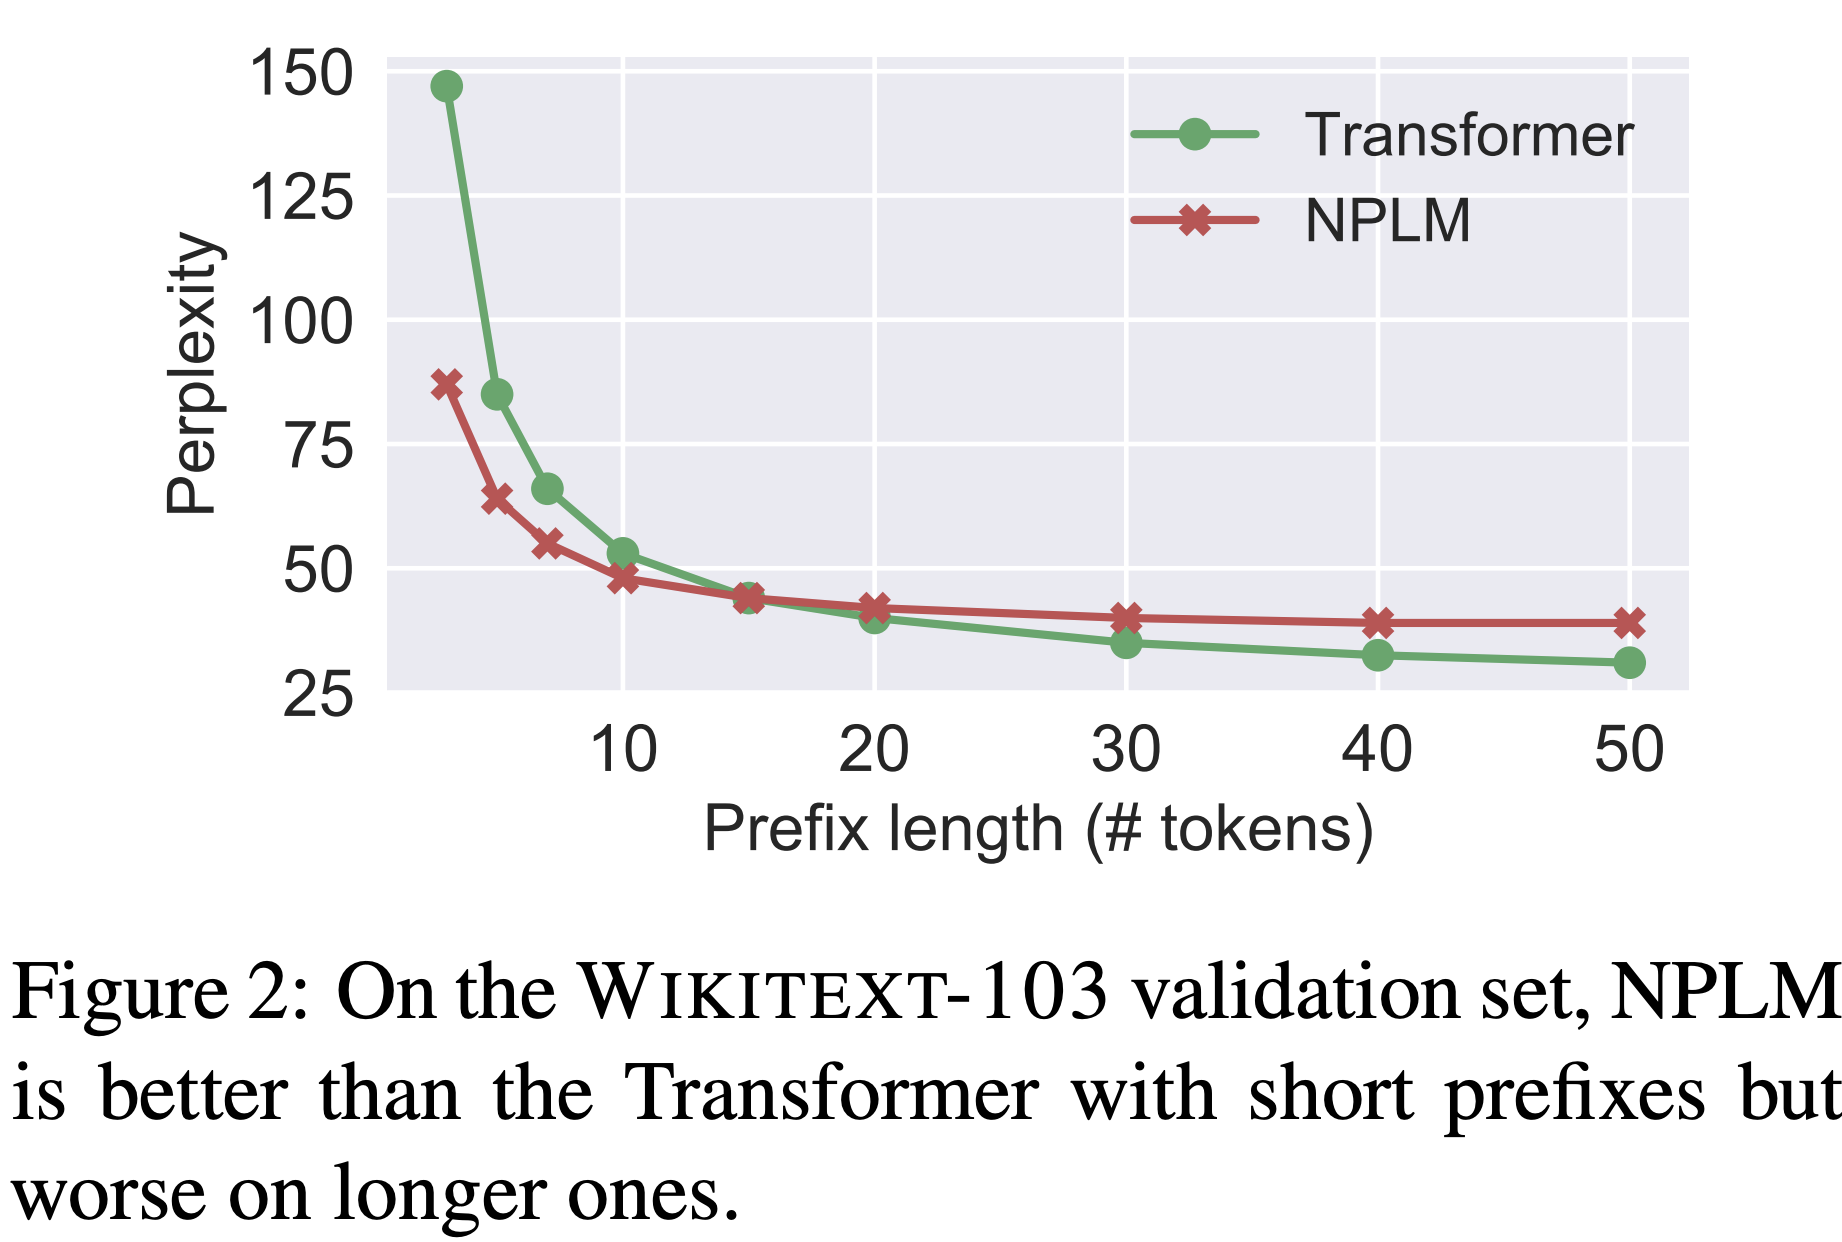 150
125
100
75
50
25
Perplexity
Transformer
NPLM
10 20 30 40 50
Prefix length (# tokens)
Figure 2: On the WIKITEXT-103 validation set, NPLM
is better than the Transformer with short prefixes but
worse on longer ones.